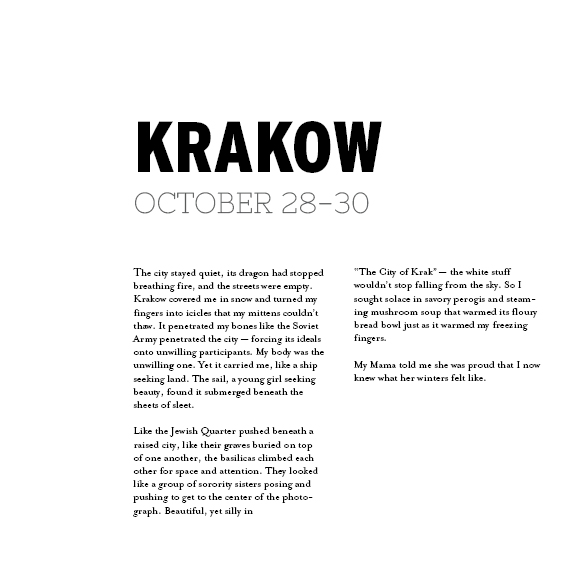 KRAKOW
OCTOBER 28–30
The city stayed quiet, its dragon had stopped
breathing fire, and the streets were empty.
Krakow covered me in snow and turned my
fingers into icicles that my mittens couldn't
thaw. It penetrated my bones like the Soviet
Army penetrated the city — forcing its ideals
onto unwilling participants. My body was the
unwilling one. Yet it carried me, like a ship
seeking land. The sail, a young girl seeking
beauty, found it submerged beneath the
sheets of sleet.
Like the Jewish Quarter pushed beneath a
raised city, like their graves buried on top
of one another, the basilicas climbed each
other for space and attention. They looked
like a group of sorority sisters posing and
pushing to get to the center of the photo-
graph. Beautiful, yet silly in
"The City of Krak" — the white stuff
wouldn't stop falling from the sky. So I
sought solace in savory perogis and steam-
ing mushroom soup that warmed its floury
bread bowl just as it warmed my freezing
fingers.
My Mama told me she was proud that I now
knew what her winters felt like.